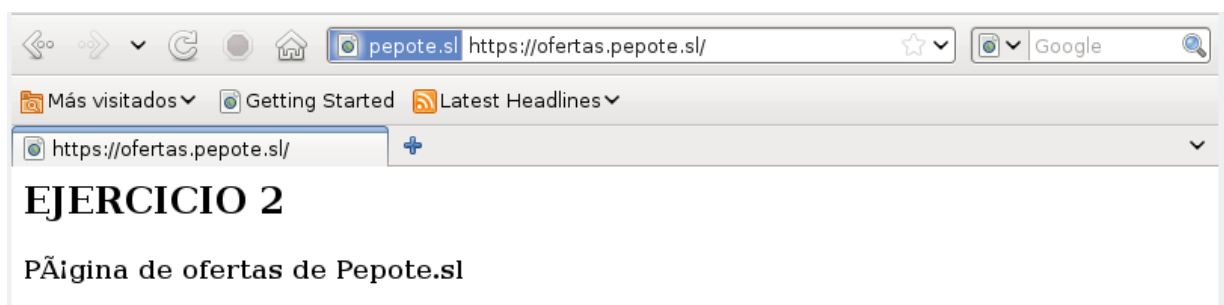 pepote.sl https://ofertas.pepote.sl/ Google
Más visitados Getting Started Latest Headlines
https://ofertas.pepote.sl/
EJERCICIO 2
PÃ¡gina de ofertas de Pepote.sl